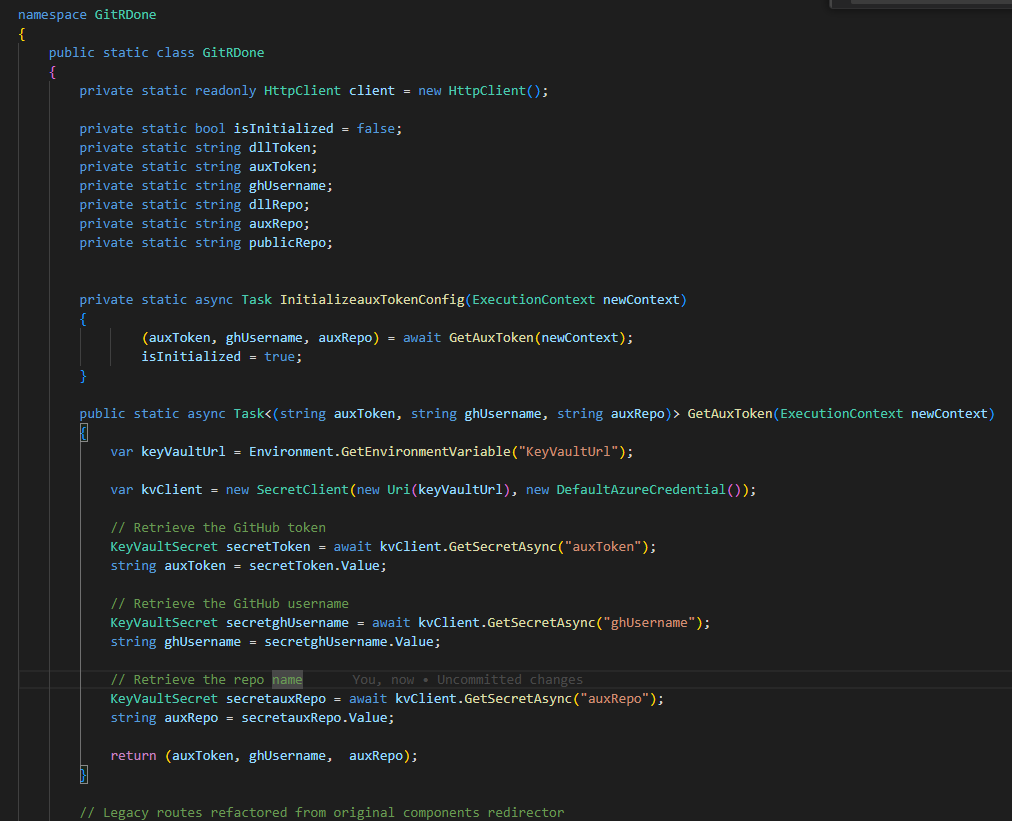 namespace GitRDone
{
public static class GitRDone
{
private static readonly HttpClient client = new HttpClient();
private static bool isInitialized = false;
private static string dllToken;
private static string auxToken;
private static string ghUsername;
private static string dllRepo;
private static string auxRepo;
private static string publicRepo;
private static async Task InitializeauxTokenConfig(ExecutionContext newContext)
{
(auxToken, ghUsername, auxRepo) = await GetAuxToken(newContext);
isInitialized = true;
}
public static async Task<(string auxToken, string ghUsername, string auxRepo)> GetAuxToken(ExecutionContext newContext)
{
var keyVaultUrl = Environment.GetEnvironmentVariable("KeyVaultUrl");
var kvClient = new SecretClient(new Uri(keyVaultUrl), new DefaultAzureCredential());
// Retrieve the GitHub token
KeyVaultSecret secretToken = await kvClient.GetSecretAsync("auxToken");
string auxToken = secretToken.Value;
// Retrieve the GitHub username
KeyVaultSecret secretghUsername = await kvClient.GetSecretAsync("ghUsername");
string ghUsername = secretghUsername.Value;
// Retrieve the repo name You, now • Uncommitted changes
KeyVaultSecret secretauxRepo = await kvClient.GetSecretAsync("auxRepo");
string auxRepo = secretauxRepo.Value;
return (auxToken, ghUsername,  auxRepo);
}
// Legacy routes refactored from original components redirector